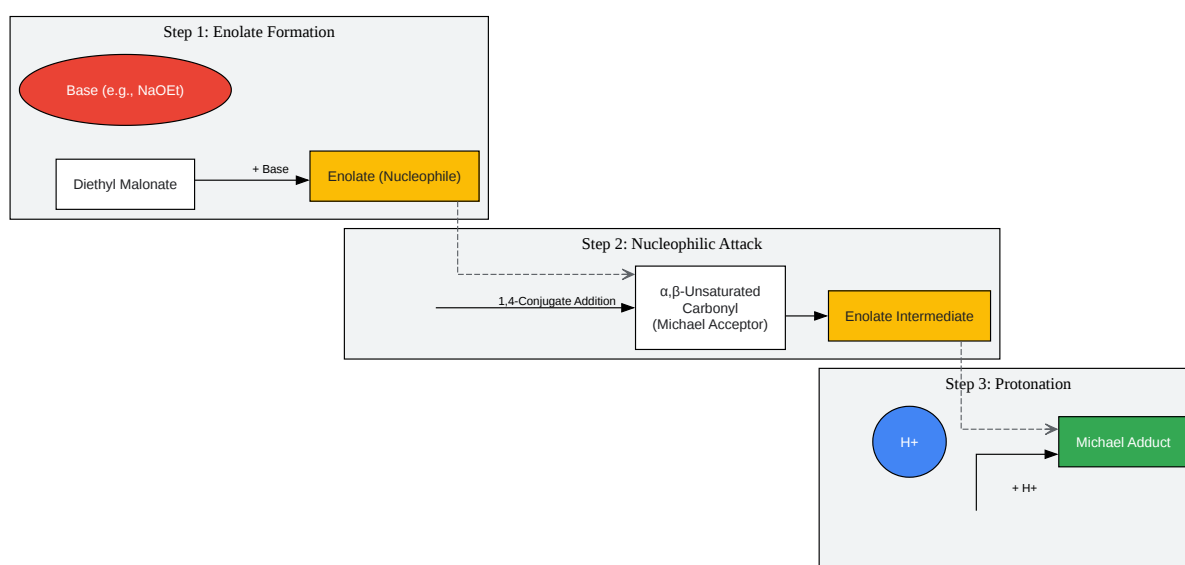 Step 1: Enolate Formation
Base (e.g., NaOEt)
+ Base
Diethyl Malonate
Enolate (Nucleophile)
Step 2: Nucleophilic Attack
1,4-Conjugate Addition
α,β-Unsaturated
Carbonyl
(Michael Acceptor)
Enolate Intermediate
Step 3: Protonation
H+
Michael Adduct
+ H+